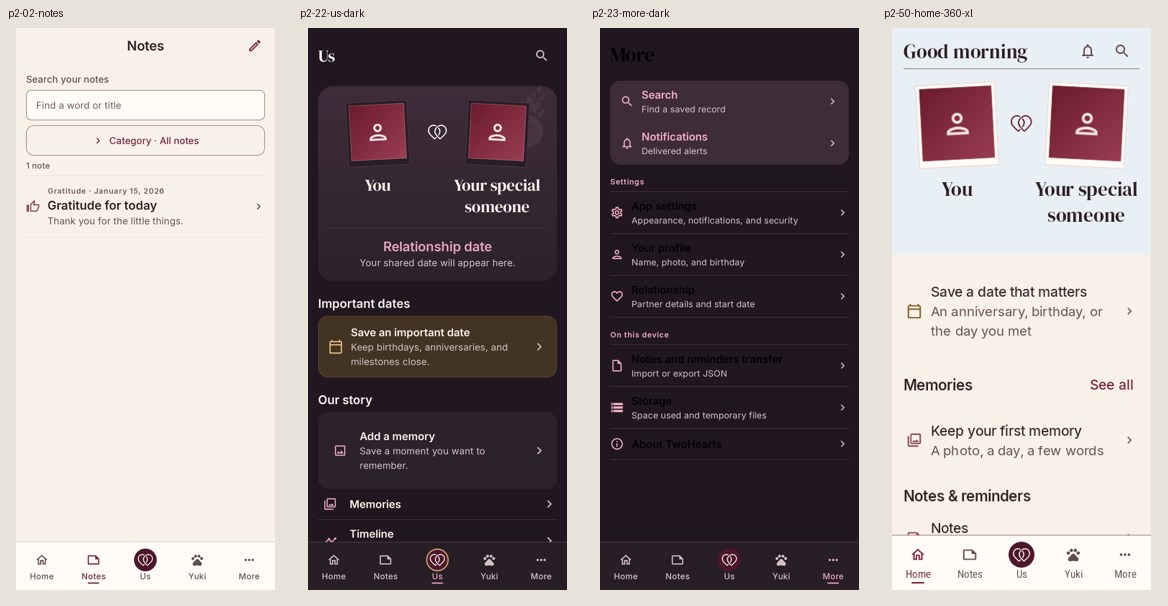 p2-02-notes
Notes
Search your notes
Find a word or title
Category · All notes
1 note
Gratitude · January 15, 2026
Gratitude for today
Thank you for the little things.
Home
Notes
Us
Yuki
More
p2-22-us-dark
Us
You
Your special
someone
Relationship date
Your shared date will appear here.
Important dates
Save an important date
Keep birthdays, anniversaries, and
milestones close.
Our story
Add a memory
Save a moment you want to
remember.
Memories
Timeline
Home
Notes
Us
Yuki
More
p2-23-more-dark
More
Search
Find a saved record
Notifications
Delivered alerts
Settings
App settings
Appearance, notifications, and security
Your profile
Name, photo, and birthday
Relationship
Partner details and start date
On this device
Notes and reminders transfer
Import or export JSON
Storage
Space used and temporary files
About TwoHearts
Home
Notes
Us
Yuki
More
p2-50-home-360-xl
Good morning
You
Your special
someone
Save a date that matters
An anniversary, birthday, or
the day you met
Memories
See all
Keep your first memory
A photo, a day, a few words
Notes & reminders
Notes
Home
Notes
Us
Yuki
More